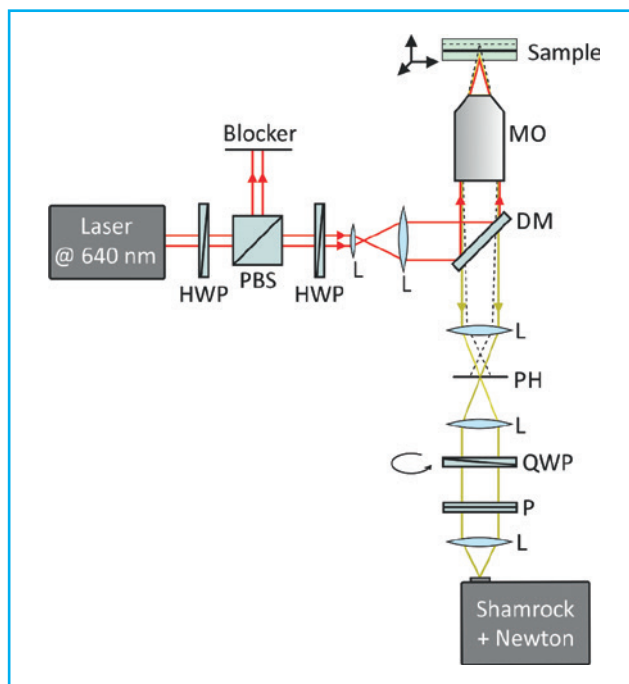 Sample
MO
Blocker
Laser
@ 640 nm
HWP
PBS
HWP
L
L
DM
L
PH
L
QWP
P
L
Shamrock
+ Newton